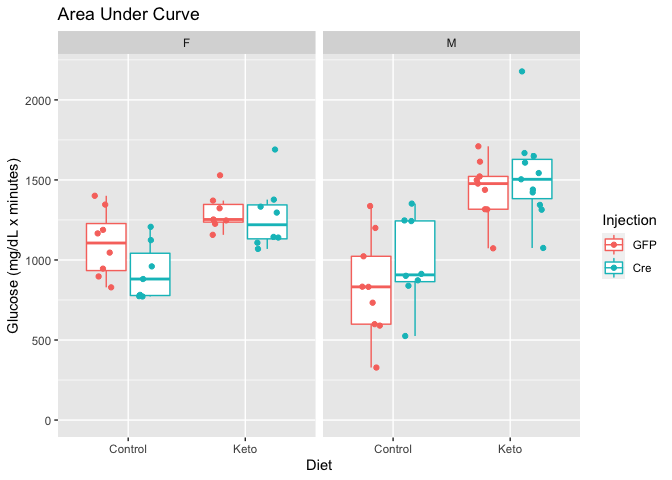 Area Under Curve
F
M
2000
1500
1000
500
0
Glucose (mg/dL x minutes)
Control
Keto
Control
Keto
Diet
Injection
GFP
Cre